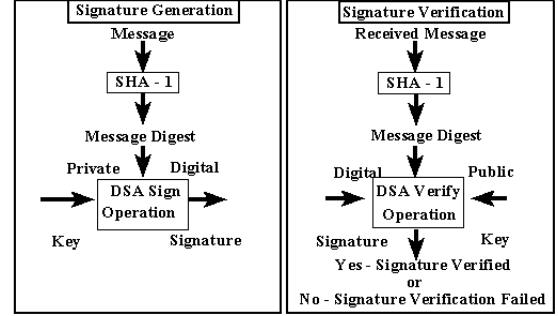 Signature Generation
Message
SHA - 1
Message Digest
Private Digital
DSA Sign
Operation
Key Signature
Signature Verification
Received Message
SHA - 1
Message Digest
Digital Public
DSA Verify
Operation
Signature Key
Yes - Signature Verified
or
No - Signature Verification Failed